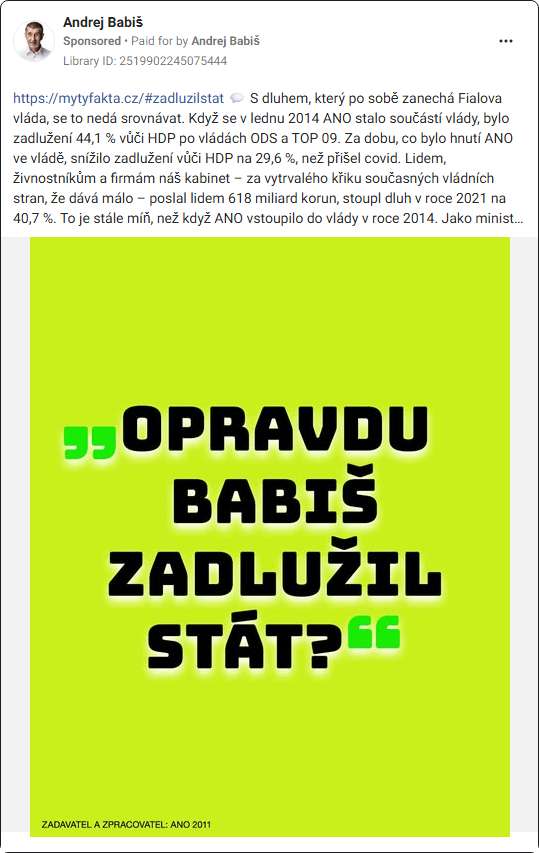 Andrej Babiš
Sponsored • Paid for by Andrej Babiš
Library ID: 2519902245075444
https://mytyfakta.cz/#zadluzilstat 💬 S dluhem, který po sobě zanechá Fialova
vláda, se to nedá srovnávat. Když se v lednu 2014 ANO stalo součástí vlády, bylo
zadlužení 44,1 % vůči HDP po vládách ODS a TOP 09. Za dobu, co bylo hnutí ANO
ve vládě, snížilo zadlužení vůči HDP na 29,6 %, než přišel covid. Lidem,
živnostníkům a firmám náš kabinet – za vytrvalého křiku současných vládních
stran, že dává málo – poslal lidem 618 miliard korun, stoupl dluh v roce 2021 na
40,7 %. To je stále míň, než když ANO vstoupilo do vlády v roce 2014. Jako minist...
„OPRAVDU
BABIŠ
ZADLUŽIL
STÁT?“
ZADAVATEL A ZPRACOVATEL: ANO 2011